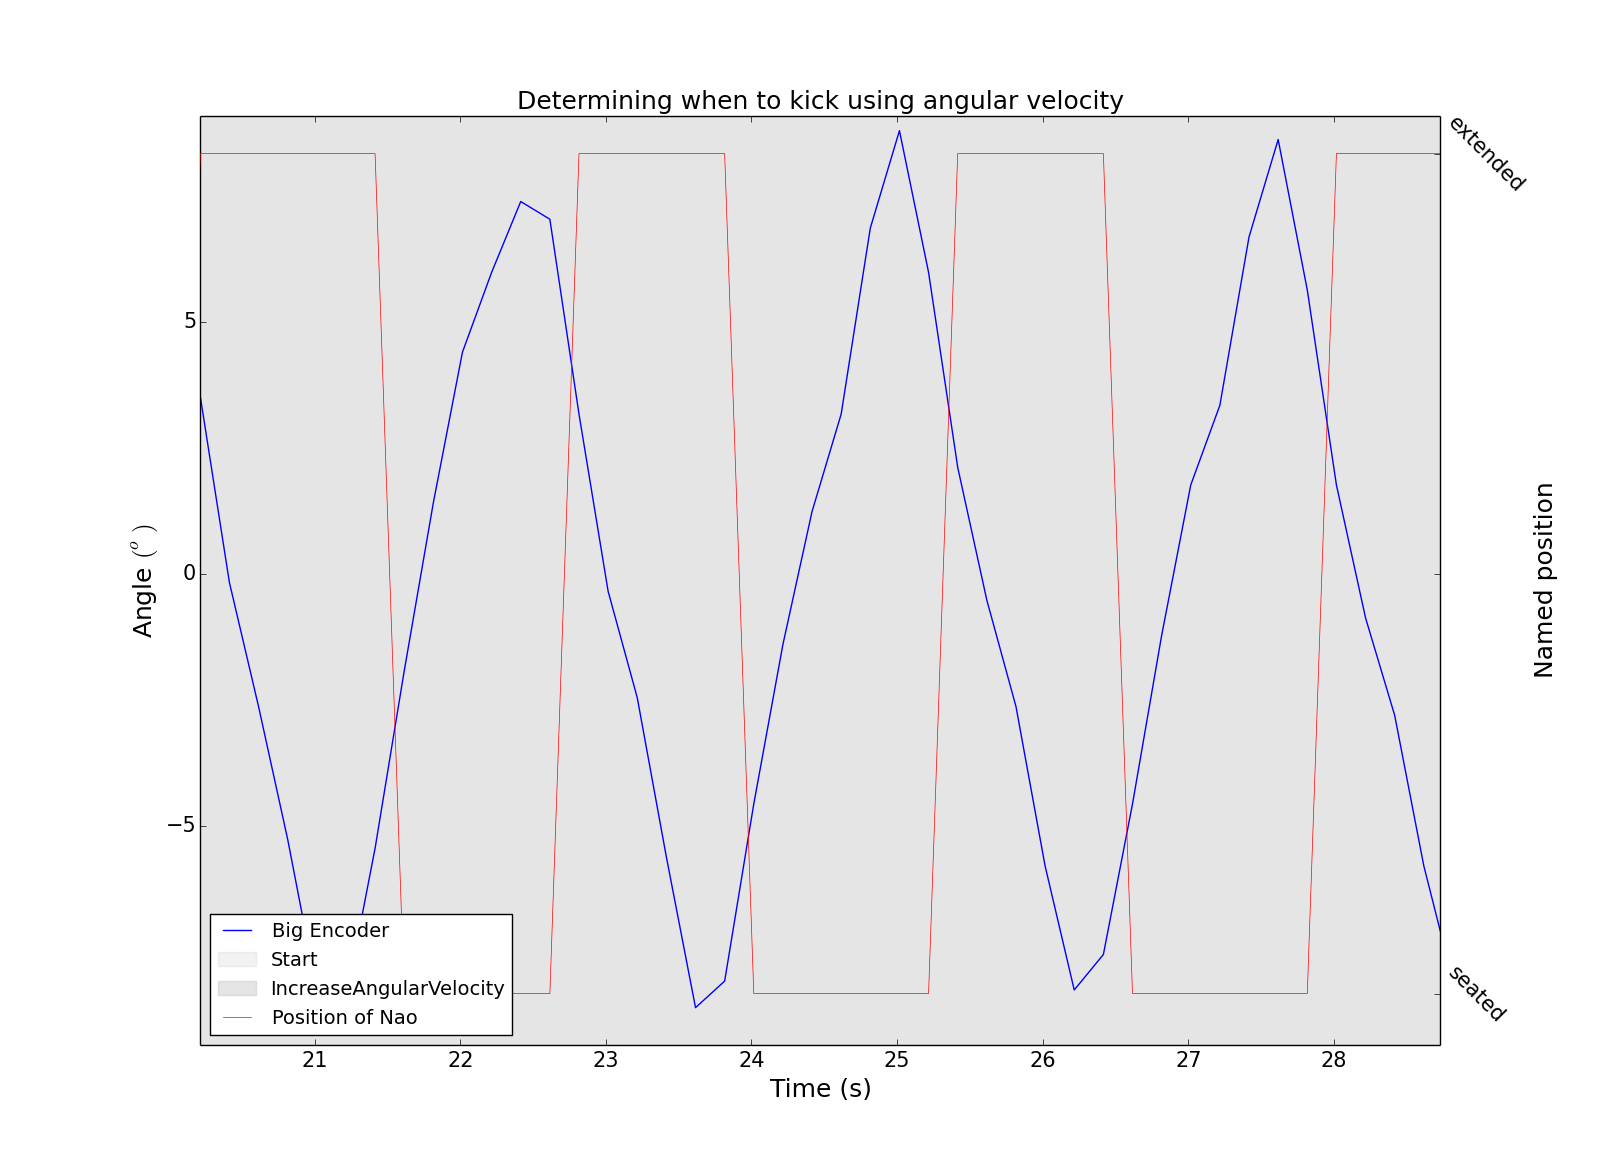 Determining when to kick using angular velocity
extended
5
0
−5
Angle (o)
Named position
seated
Big Encoder
Start
IncreaseAngularVelocity
Position of Nao
21 22 23 24 25 26 27 28
Time (s)